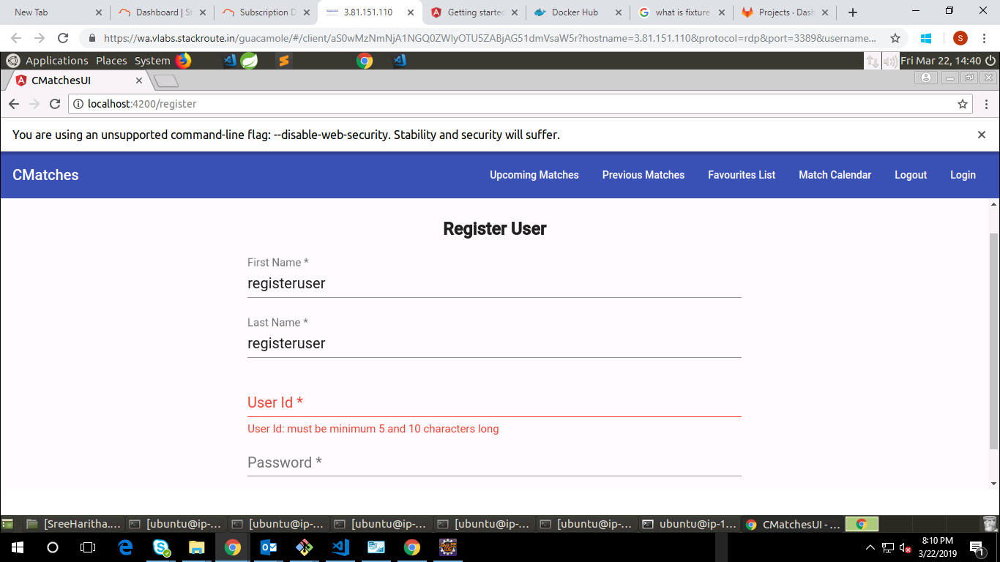 New Tab
Dashboard | St
Subscription D
3.81.151.110
Getting started
Docker Hub
what is fixture
Projects · Dash
https://wa.vlabs.stackroute.in/guacamole/#/client/aS0wMzNmNjA1NGQ0ZWIyOTU5ZABjAG51dmVsaW5r?hostname=3.81.151.110&protocol=rdp&port=3389&username...
S
Applications Places System
Fri Mar 22, 14:40
CMatchesUI
localhost:4200/register
You are using an unsupported command-line flag: --disable-web-security. Stability and security will suffer.
CMatches
Upcoming Matches
Previous Matches
Favourites List
Match Calendar
Logout
Login
Register User
First Name *
registeruser
Last Name *
registeruser
User Id *
User Id: must be minimum 5 and 10 characters long
Password *
[SreeHaritha....
[ubuntu@ip-...
[ubuntu@ip-...
[ubuntu@ip-...
[ubuntu@ip-...
[ubuntu@ip-...
ubuntu@ip-1...
CMatchesUI - ...
8:10 PM
3/22/2019
1